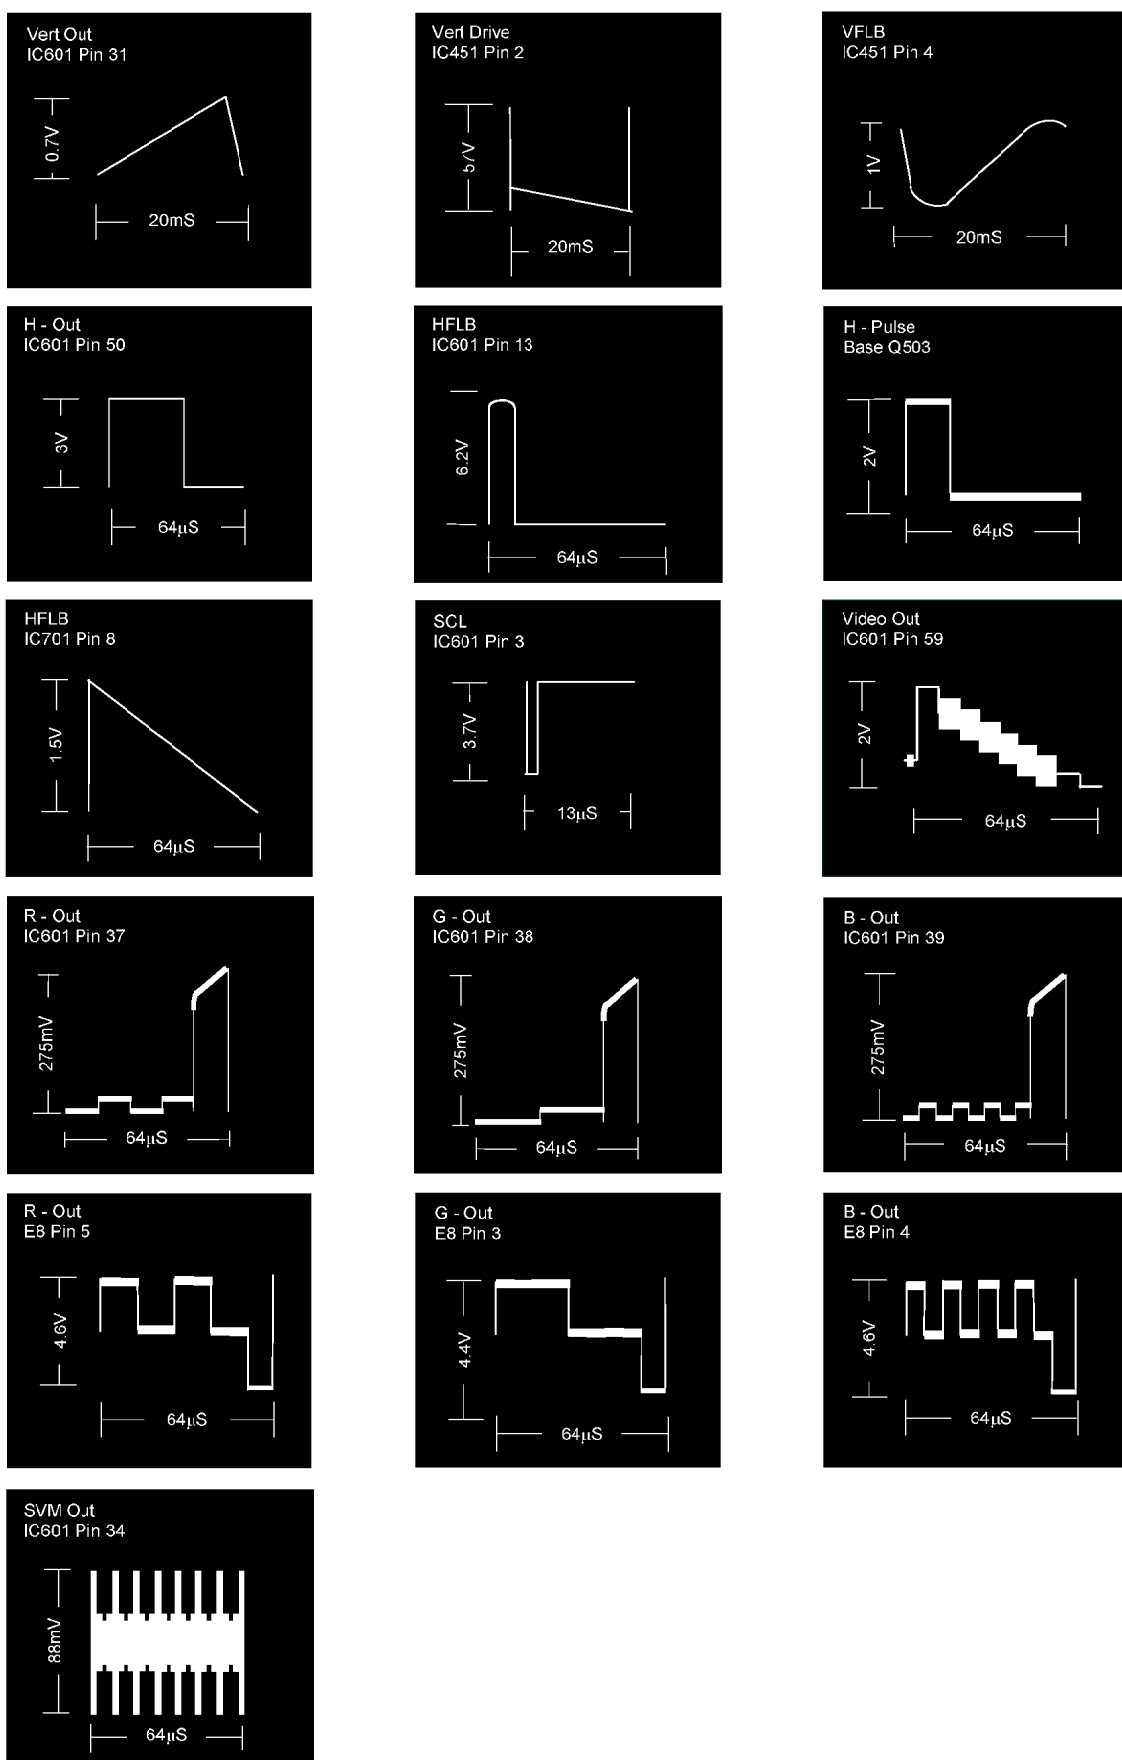 Vert Out
IC601 Pin 31
0.7V
20mS
Vert Drive
IC451 Pin 2
57V
20mS
VFLB
IC451 Pin 4
1V
20mS
H - Out
IC601 Pin 50
3V
64µS
HFLB
IC601 Pin 13
6.2V
64µS
H - Pulse
Base Q503
2V
64µS
HFLB
IC701 Pin 8
1.5V
64µS
SCL
IC601 Pin 3
3.7V
13µS
Video Out
IC601 Pin 59
2V
64µS
R - Out
IC601 Pin 37
275mV
64µS
G - Out
IC601 Pin 38
275mV
64µS
B - Out
IC601 Pin 39
275mV
64µS
R - Out
E8 Pin 5
4.6V
64µS
G - Out
E8 Pin 3
4.4V
64µS
B - Out
E8 Pin 4
4.6V
64µS
SVM Out
IC601 Pin 34
88mV
64µS